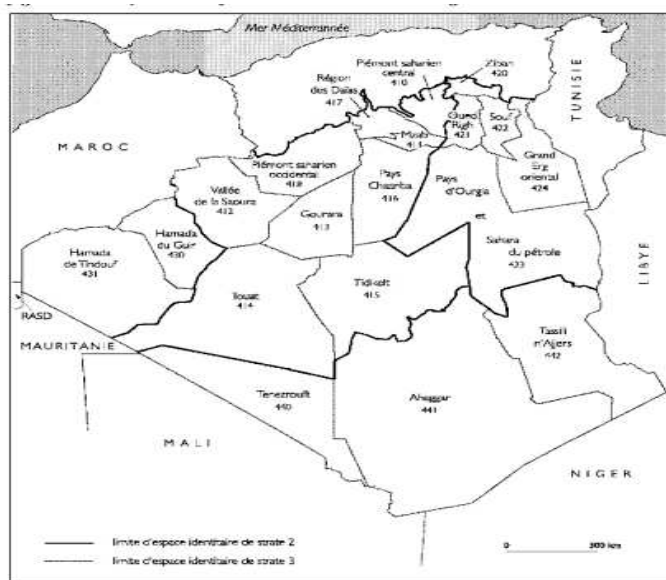 Mer Méditerranée
TUNISIE
Piémont saharien
central
410
Ziban
420
Région
des Daïas
417
Mzab
411
Oued
Righ
421
Souf
422
MAROC
Piémont saharien
occidental
418
Pays
Chaamba
416
Pays
d'Ourgla
et
Sahara
du pétrole
423
Grand
Erg
oriental
424
Vallée
de la Saoura
412
Gourara
413
Hamada
du Guir
430
Hamada
de Tindouf
431
Touat
414
Tidikelt
415
LIBYE
RASD
MAURITANIE
Tassili
n'Ajjers
442
Tenezrouft
440
Ahaggar
441
MALI
NIGER
limite d'espace identitaire de strate 2
limite d'espace identitaire de strate 3
0 300 km